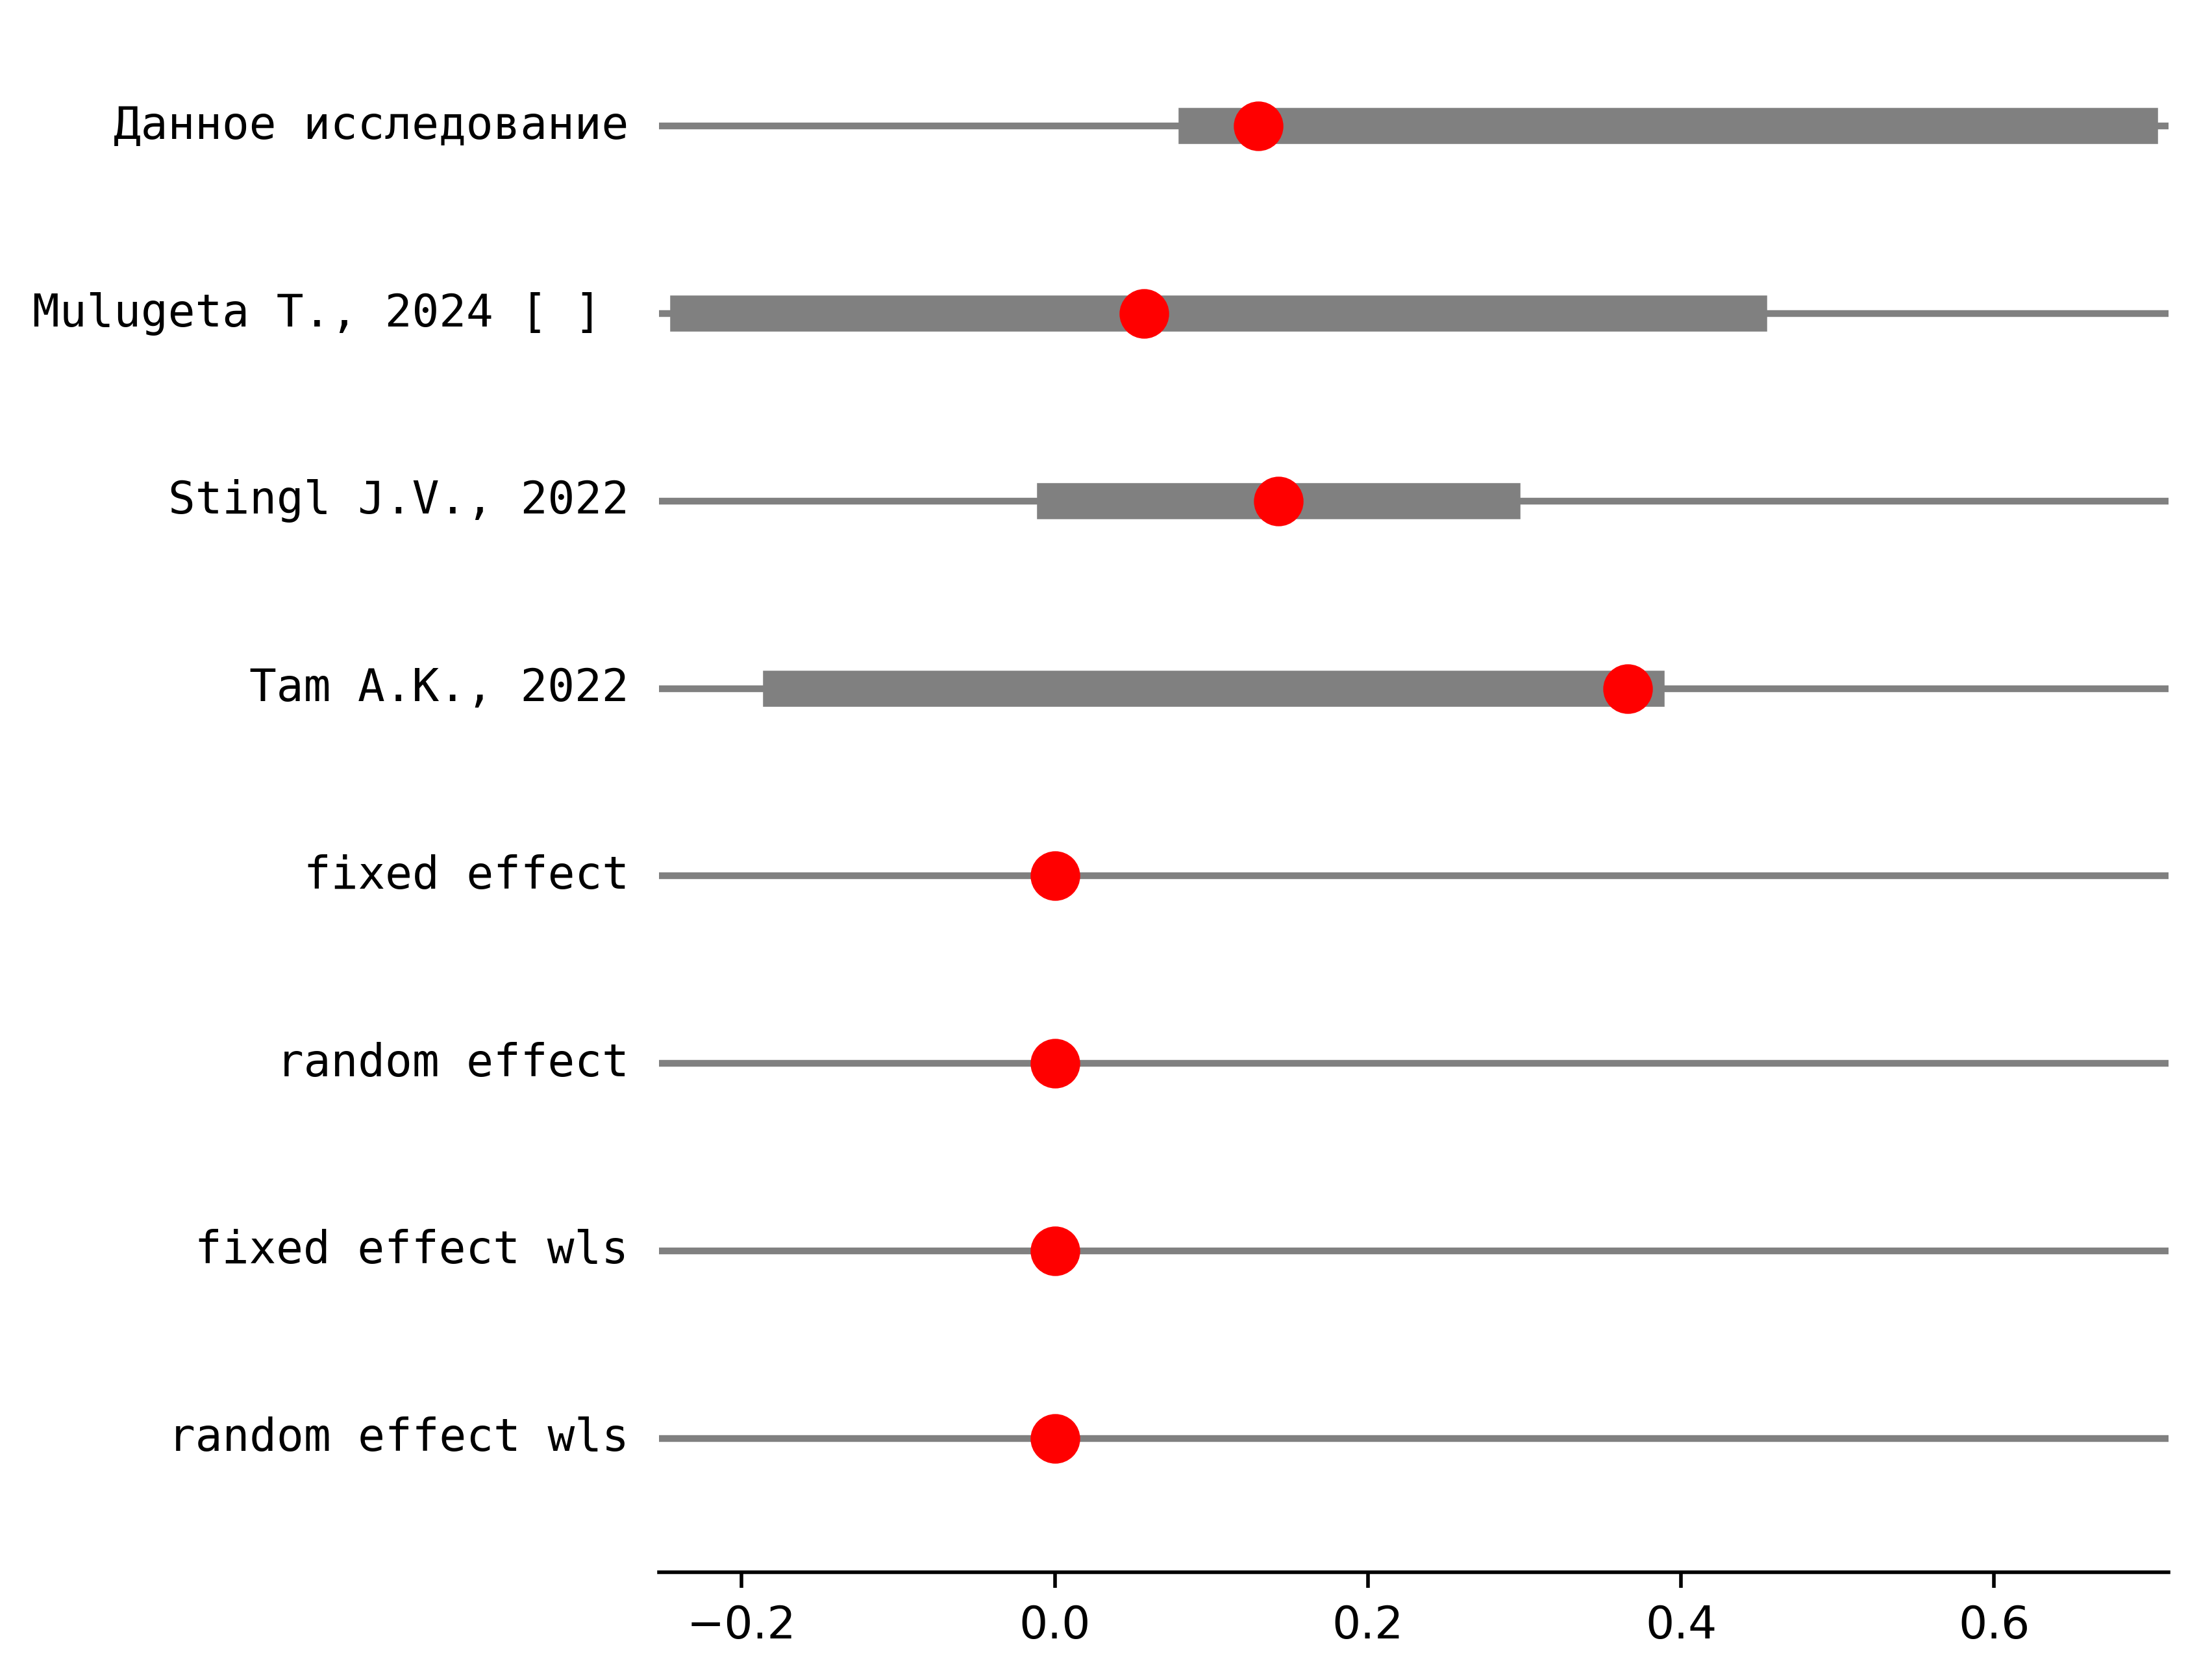 Данное исследование
Mulugeta T., 2024 [ ]
Stingl J.V., 2022
Tam A.K., 2022
fixed effect
random effect
fixed effect wls
random effect wls
−0.2 0.0 0.2 0.4 0.6